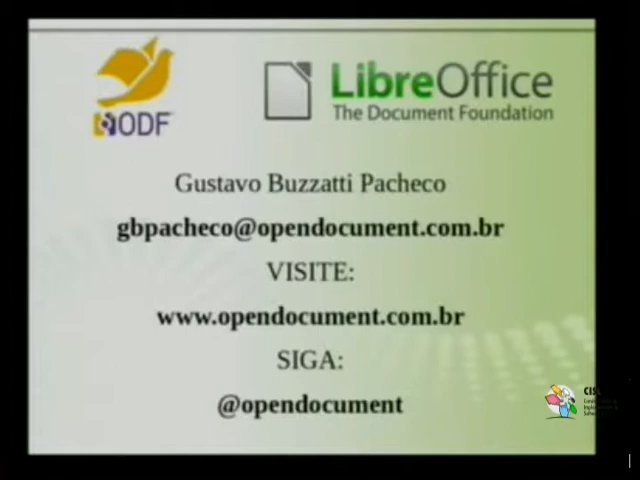 ODF
LibreOffice
The Document Foundation
Gustavo Buzzatti Pacheco
gbpacheco@opendocument.com.br
VISITE:
www.opendocument.com.br
SIGA:
@opendocument